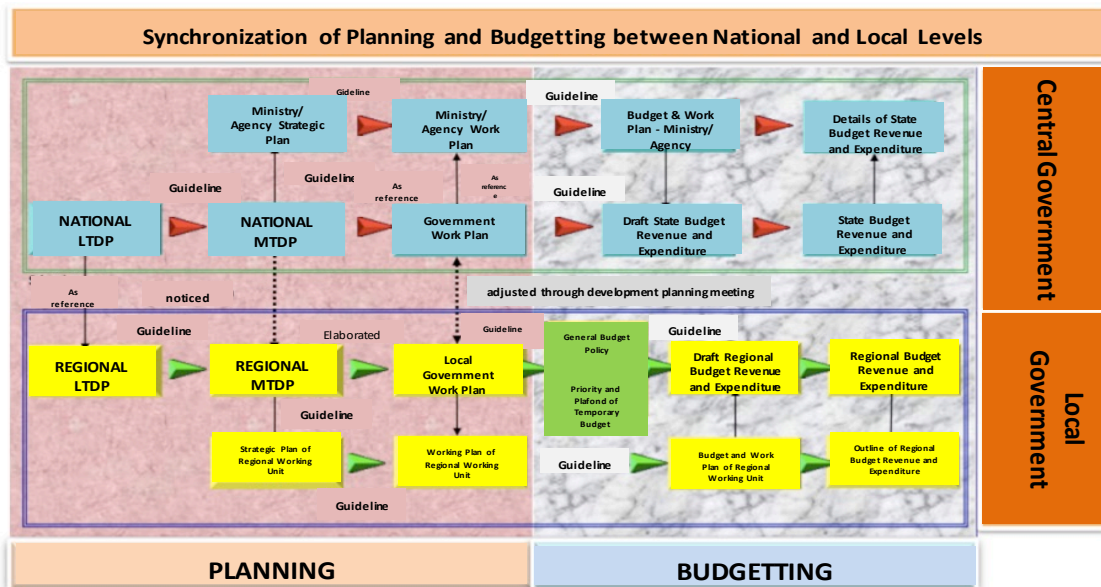 Synchronization of Planning and Budgetting between National and Local Levels
Gideline
Guideline
Ministry/
Agency Strategic
Plan
Ministry/
Agency Work
Plan
Budget & Work
Plan - Ministry/
Agency
Details of State
Budget Revenue
and Expenditure
Guideline
Guideline
As
reference
As
referenc
e
Guideline
NATIONAL
LTDP
NATIONAL
MTDP
Government
Work Plan
Draft State Budget
Revenue and
Expenditure
State Budget
Revenue and
Expenditure
Central Government
As
reference
noticed
adjusted through development planning meeting
Guideline
Elaborated
Guideline
Guideline
REGIONAL
LTDP
REGIONAL
MTDP
Local
Government
Work Plan
General Budget
Policy
Priority and
Plafond of
Temporary
Budget
Draft Regional
Budget Revenue
and Expenditure
Regional Budget
Revenue and
Expenditure
Local
Government
Guideline
Strategic Plan of
Regional Working
Unit
Working Plan of
Regional Working
Unit
Guideline
Budget and Work
Plan of Regional
Working Unit
Outline of Regional
Budget Revenue and
Expenditure
Guideline
PLANNING
BUDGETTING